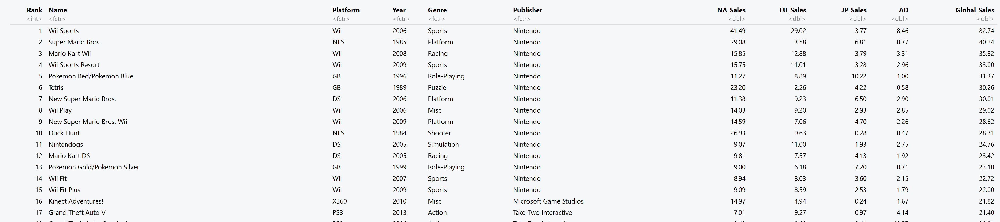 Rank Name Platform Year Genre Publisher NA_Sales EU_Sales JP_Sales AD Global_Sales
<int> <fctr> <fctr> <fctr> <fctr> <fctr> <dbl> <dbl> <dbl> <dbl> <dbl>
1 Wii Sports Wii 2006 Sports Nintendo 41.49 29.02 3.77 8.46 82.74
2 Super Mario Bros. NES 1985 Platform Nintendo 29.08 3.58 6.81 0.77 40.24
3 Mario Kart Wii Wii 2008 Racing Nintendo 15.85 12.88 3.79 3.31 35.82
4 Wii Sports Resort Wii 2009 Sports Nintendo 15.75 11.01 3.28 2.96 33.00
5 Pokemon Red/Pokemon Blue GB 1996 Role-Playing Nintendo 11.27 8.89 10.22 1.00 31.37
6 Tetris GB 1989 Puzzle Nintendo 23.20 2.26 4.22 0.58 30.26
7 New Super Mario Bros. DS 2006 Platform Nintendo 11.38 9.23 6.50 2.90 30.01
8 Wii Play Wii 2006 Misc Nintendo 14.03 9.20 2.93 2.85 29.02
9 New Super Mario Bros. Wii Wii 2009 Platform Nintendo 14.59 7.06 4.70 2.26 28.62
10 Duck Hunt NES 1984 Shooter Nintendo 26.93 0.63 0.28 0.47 28.31
11 Nintendogs DS 2005 Simulation Nintendo 9.07 11.00 1.93 2.75 24.76
12 Mario Kart DS DS 2005 Racing Nintendo 9.81 7.57 4.13 1.92 23.42
13 Pokemon Gold/Pokemon Silver GB 1999 Role-Playing Nintendo 9.00 6.18 7.20 0.71 23.10
14 Wii Fit Wii 2007 Sports Nintendo 8.94 8.03 3.60 2.15 22.72
15 Wii Fit Plus Wii 2009 Sports Nintendo 9.09 8.59 2.53 1.79 22.00
16 Kinect Adventures! X360 2010 Misc Microsoft Game Studios 14.97 4.94 0.24 1.67 21.82
17 Grand Theft Auto V PS3 2013 Action Take-Two Interactive 7.01 9.27 0.97 4.14 21.40